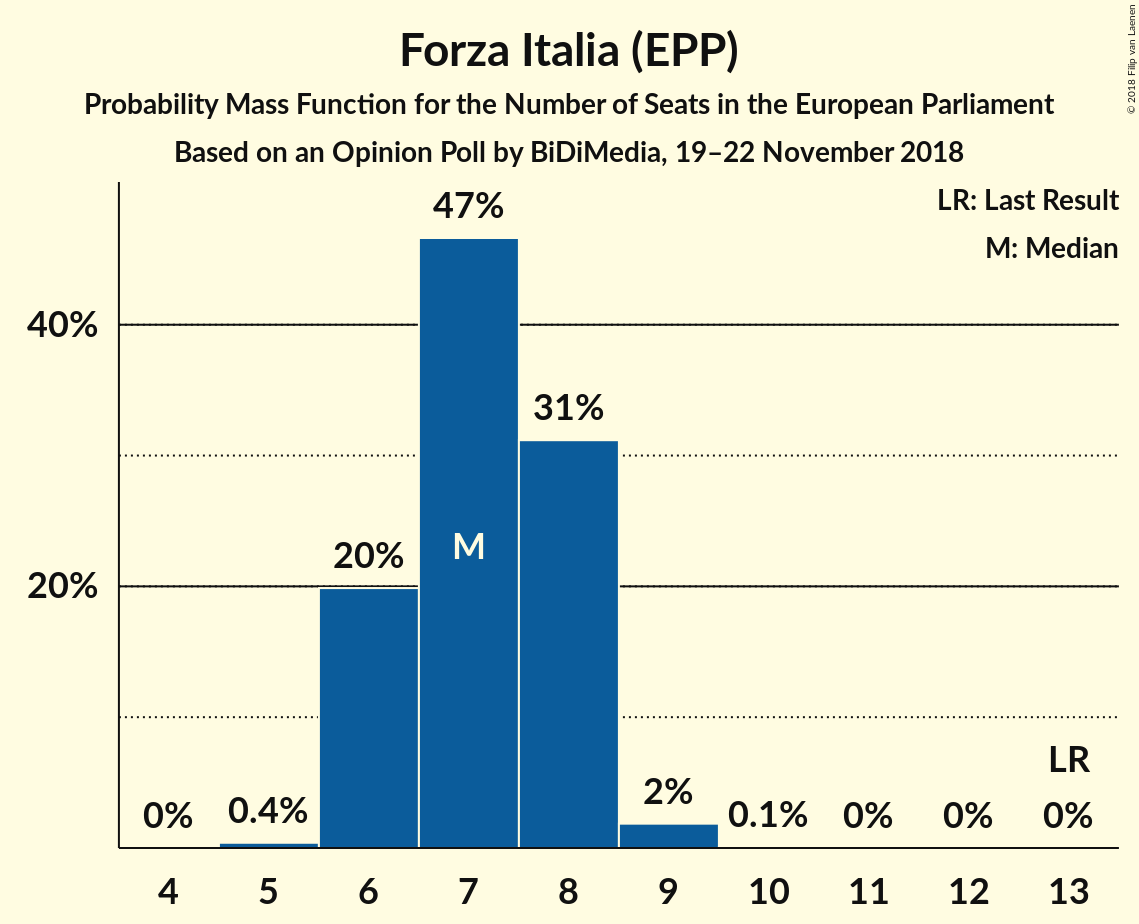 Forza Italia (EPP)
Probability Mass Function for the Number of Seats in the European Parliament
Based on an Opinion Poll by BiDiMedia, 19–22 November 2018
© 2018 Filip van Laenen
LR: Last Result
M: Median
40%
20%
0%
0.4%
20%
47%
M
31%
2%
0.1%
0%
0%
LR
0%
4 5 6 7 8 9 10 11 12 13